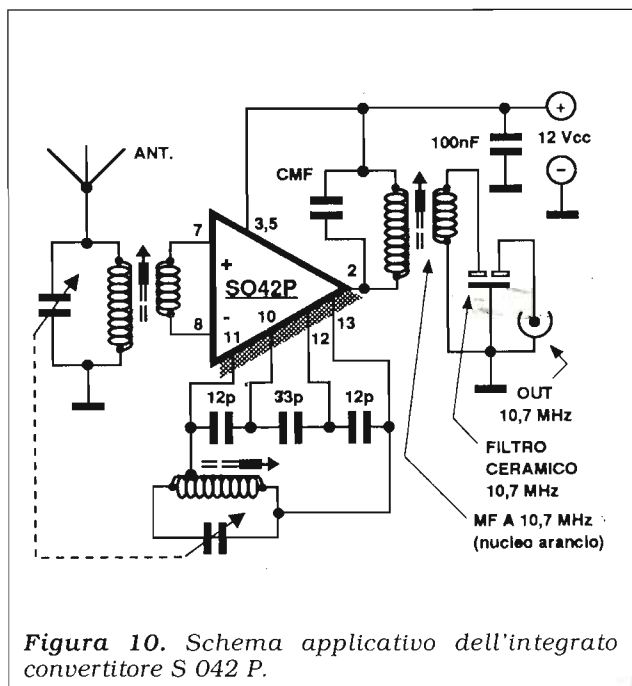 ANT.
CMF
100nF
12 Vcc
+
−
7
3,5
2
+
SO42P
-
8
11
10
12
13
12p
33p
12p
OUT
10,7 MHz
FILTRO
CERAMICO
10,7 MHz
MF A 10,7 MHz
(nucleo arancio)
Figura 10. Schema applicativo dell'integrato
convertitore S 042 P.